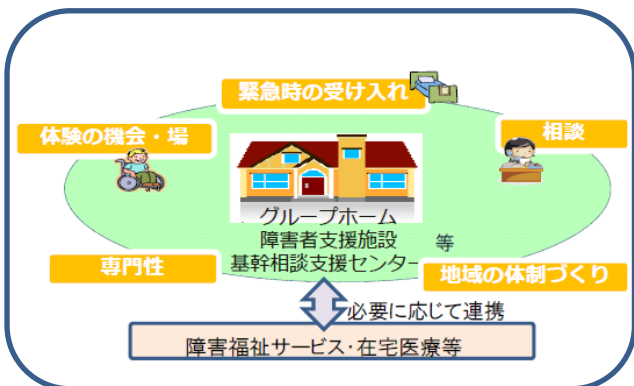 緊急時の受け入れ
体験の機会・場
相談
グループホーム
障害者支援施設 等
基幹相談支援センター
専門性
地域の体制づくり
必要に応じて連携
障害福祉サービス・在宅医療等